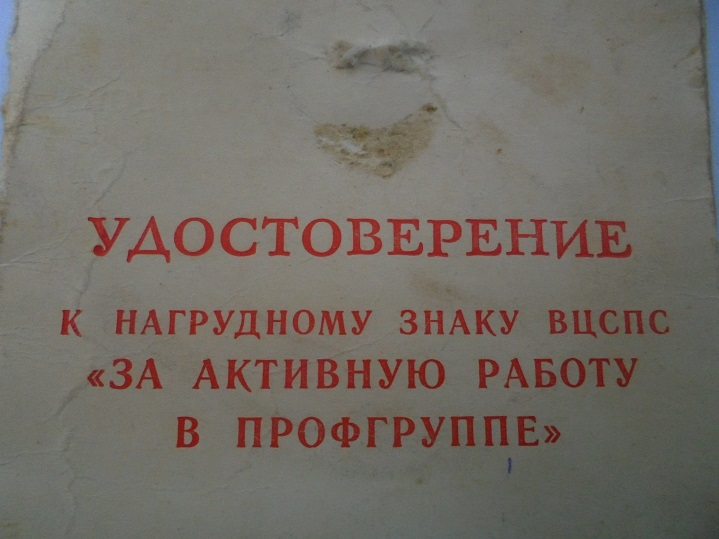 УДОСТОВЕРЕНИЕ
К НАГРУДНОМУ ЗНАКУ ВЦСПС
«ЗА АКТИВНУЮ РАБОТУ
В ПРОФГРУППЕ»